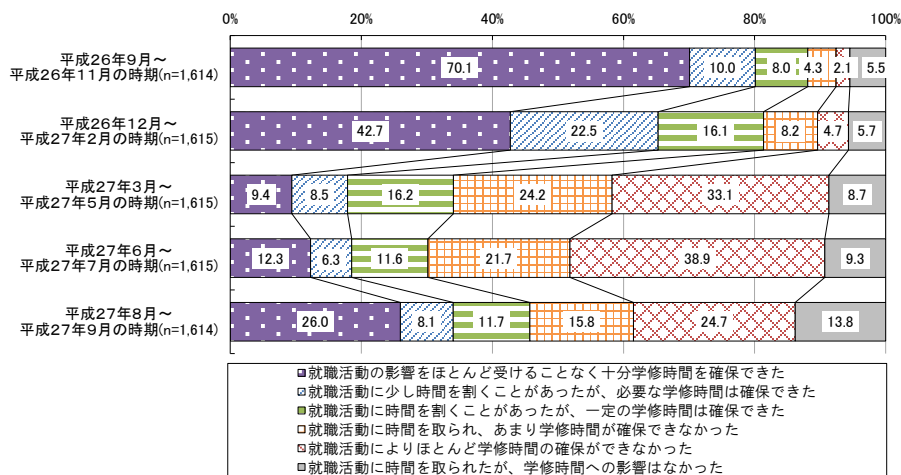 0% 20% 40% 60% 80% 100%
平成26年9月～
平成26年11月の時期(n=1,614)
70.1 10.0 8.0 4.3 2.1 5.5
平成26年12月～
平成27年2月の時期(n=1,615)
42.7 22.5 16.1 8.2 4.7 5.7
平成27年3月～
平成27年5月の時期(n=1,615)
9.4 8.5 16.2 24.2 33.1 8.7
平成27年6月～
平成27年7月の時期(n=1,615)
12.3 6.3 11.6 21.7 38.9 9.3
平成27年8月～
平成27年9月の時期(n=1,614)
26.0 8.1 11.7 15.8 24.7 13.8
就職活動の影響をほとんど受けることなく十分学修時間を確保できた
就職活動に少し時間を割くことがあったが、必要な学修時間は確保できた
就職活動に時間を割くことがあったが、一定の学修時間は確保できた
就職活動に時間を取られ、あまり学修時間が確保できなかった
就職活動によりほとんど学修時間の確保ができなかった
就職活動に時間を取られたが、学修時間への影響はなかった